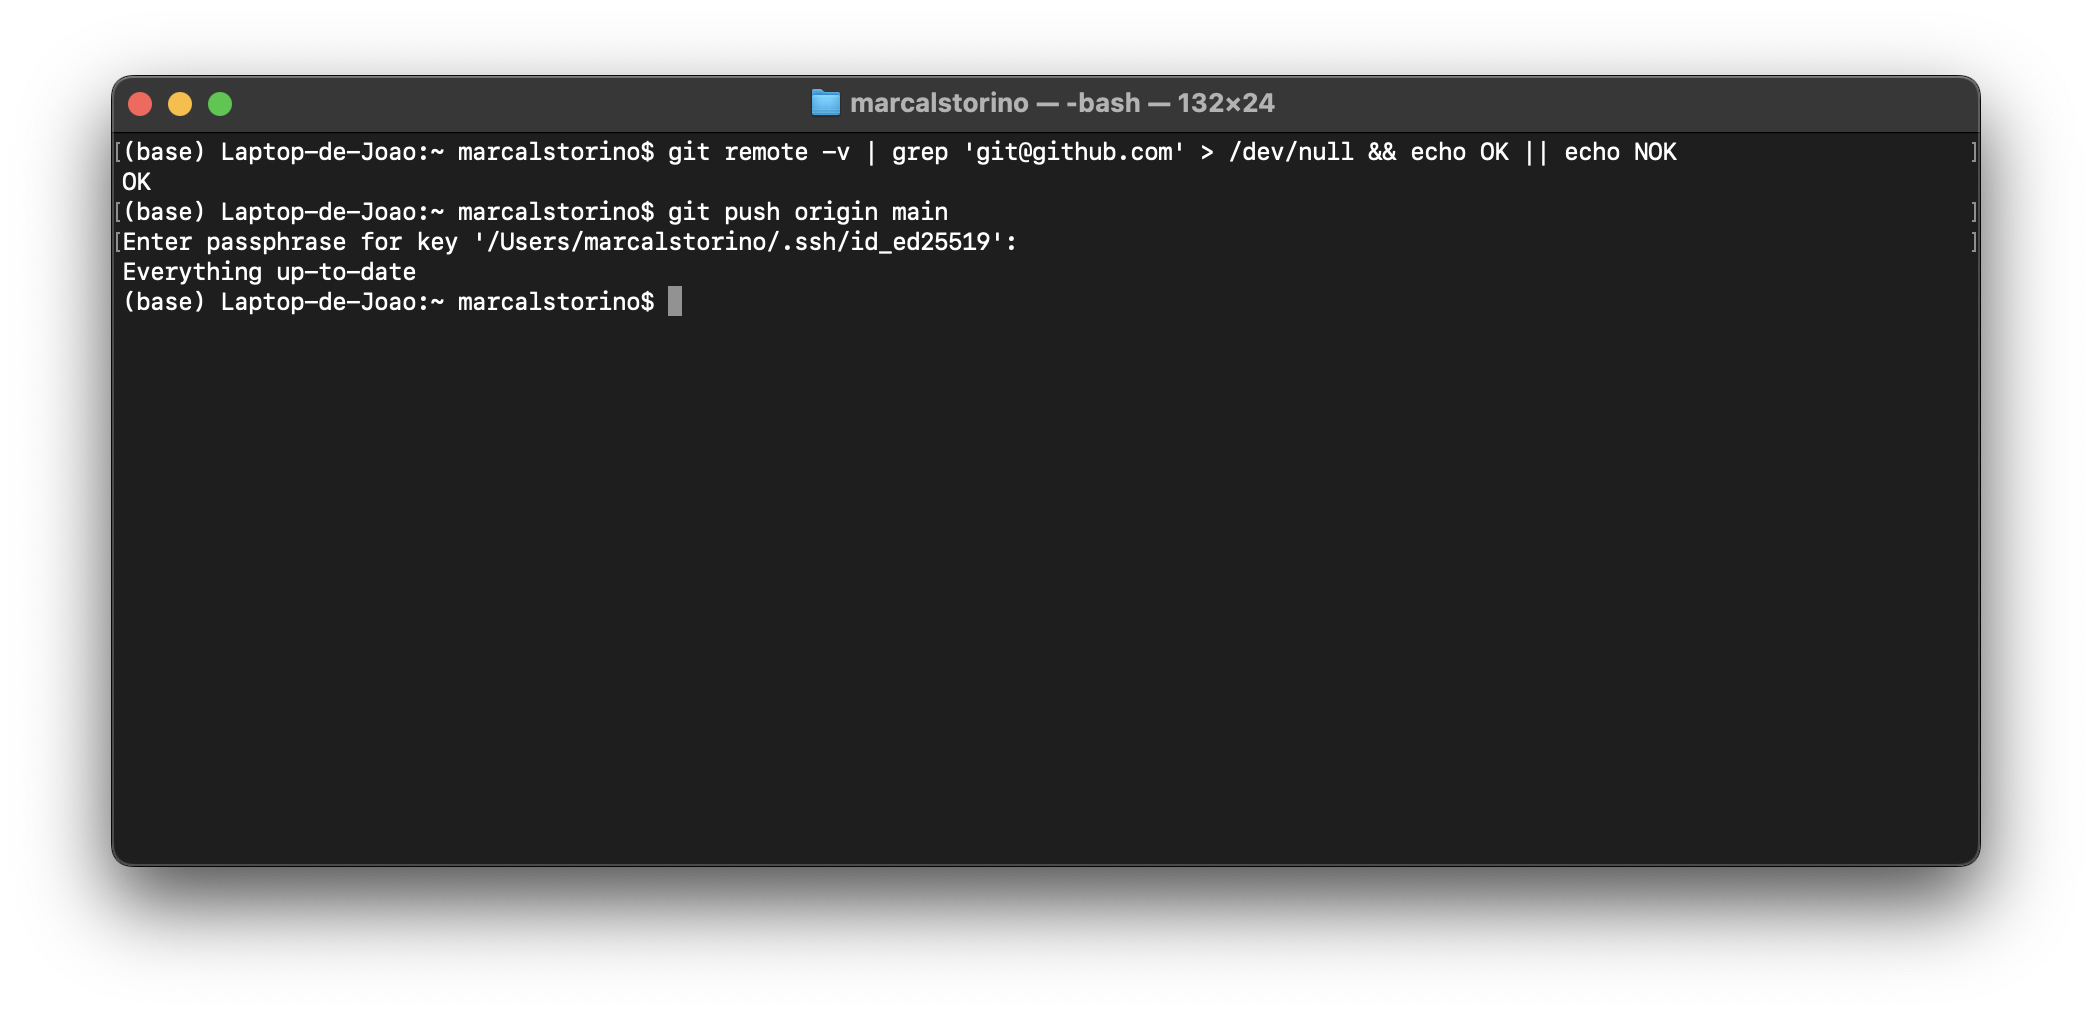 marcalstorino — -bash — 132×24
[(base) Laptop-de-Joao:~ marcalstorino$ git remote -v | grep 'git@github.com' > /dev/null && echo OK || echo NOK ]
OK
[(base) Laptop-de-Joao:~ marcalstorino$ git push origin main ]
[Enter passphrase for key '/Users/marcalstorino/.ssh/id_ed25519': ]
Everything up-to-date
(base) Laptop-de-Joao:~ marcalstorino$